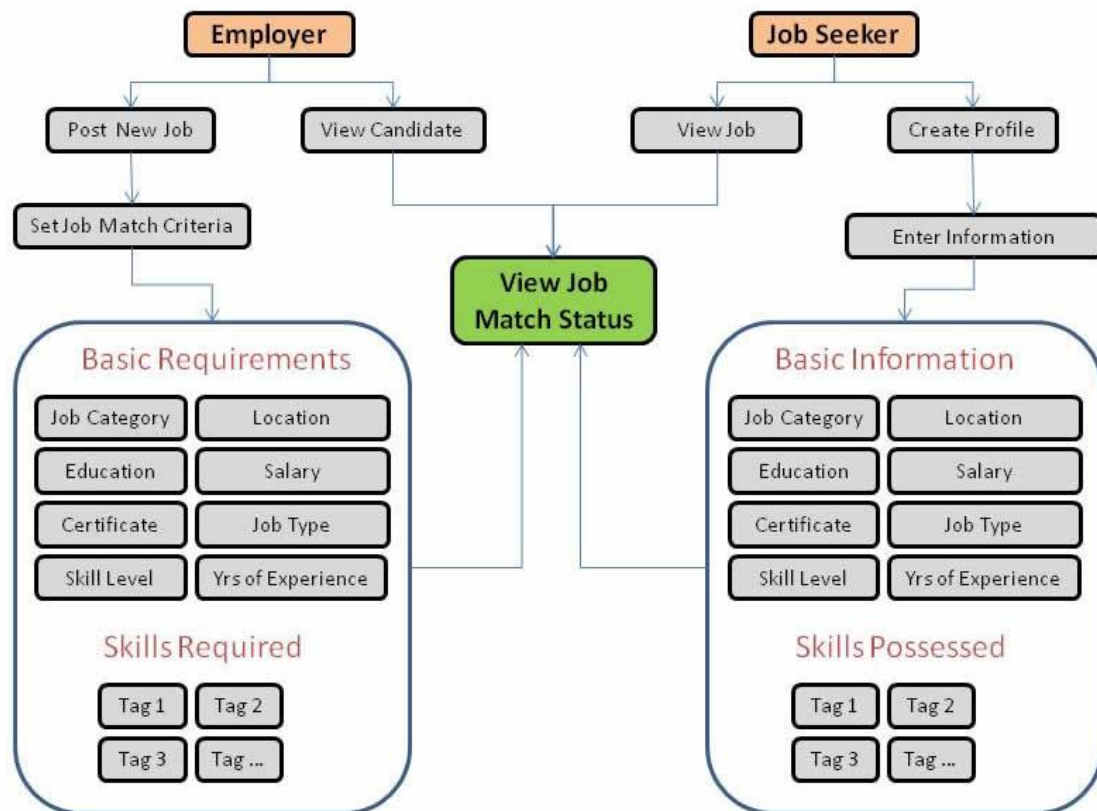 Employer
Job Seeker
Post New Job
View Candidate
View Job
Create Profile
Set Job Match Criteria
Enter Information
View Job
Match Status
Basic Requirements
Job Category
Location
Education
Salary
Certificate
Job Type
Skill Level
Yrs of Experience
Skills Required
Tag 1
Tag 2
Tag 3
Tag ...
Basic Information
Job Category
Location
Education
Salary
Certificate
Job Type
Skill Level
Yrs of Experience
Skills Possessed
Tag 1
Tag 2
Tag 3
Tag ...